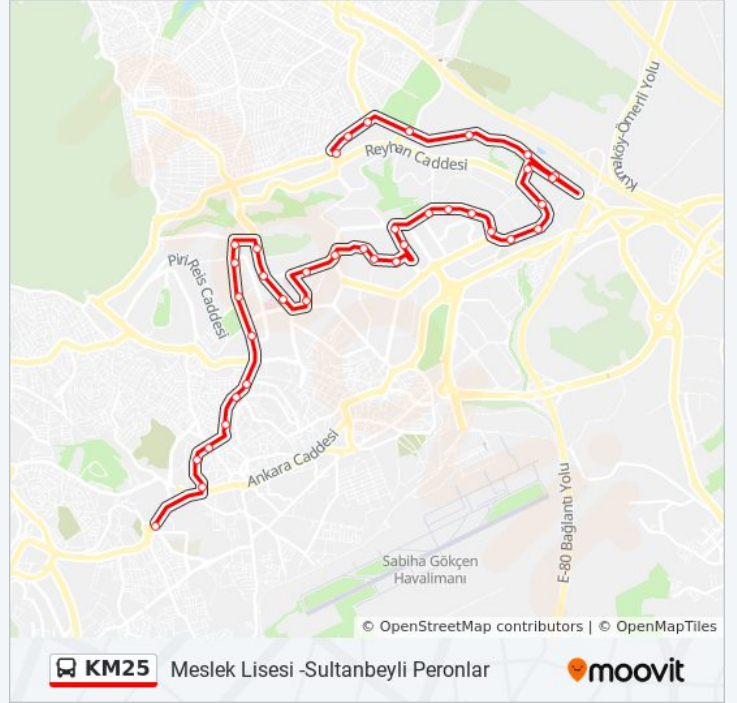 Kurnaköy-Ömerli Yolu
Reyhan Caddesi
Piri Reis Caddesi
Ankara Caddesi
E-80 Bağlantı Yolu
Sabiha Gökçen
Havalimanı
© OpenStreetMap contributors | © OpenMapTiles
KM25 Meslek Lisesi -Sultanbeyli Peronlar moovit